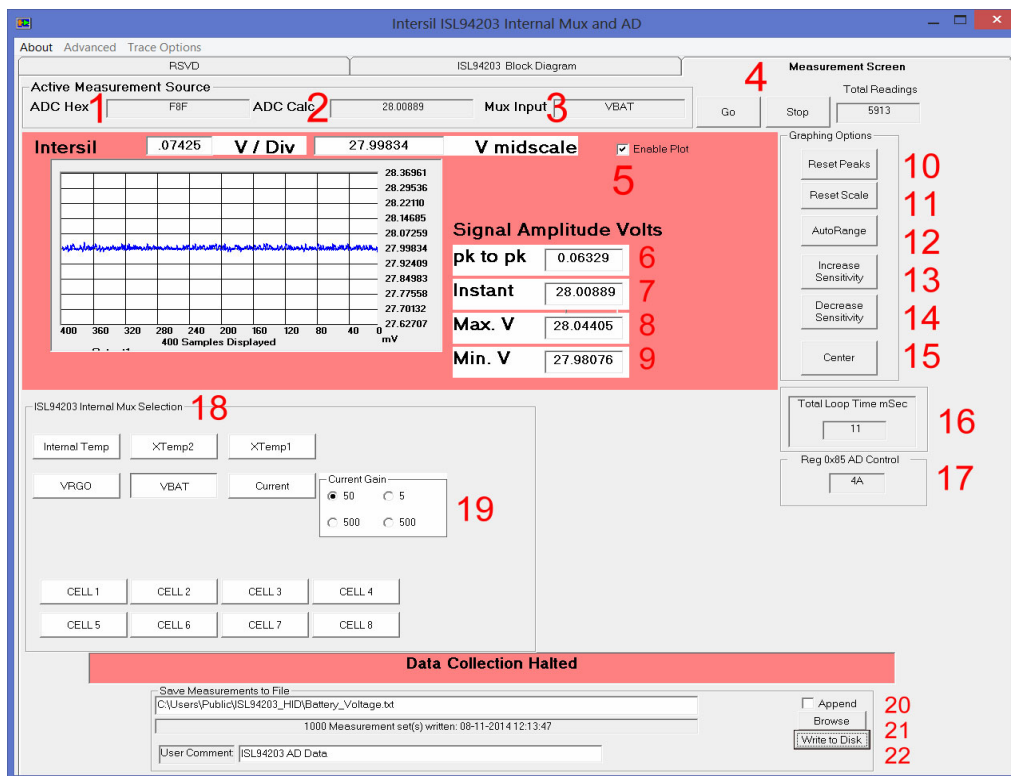 Intersil ISL94203 Internal Mux and AD
About Advanced Trace Options
RSVD
ISL94203 Block Diagram
Measurement Screen
Active Measurement Source
ADC Hex 1 F8F ADC Calc 2 28.00889 Mux Input 3 VBAT
4
Go Stop
Total Readings
5913
Intersil .07425 V / Div 27.99834 V midscale
Enable Plot
5
28.36961
28.29536
28.22110
28.14685
28.07259
27.99834
27.92409
27.84983
27.77558
27.70132
27.62707
400 360 320 280 240 200 160 120 80 40 0
mV
400 Samples Displayed
Signal Amplitude Volts
pk to pk 0.06329 6
Instant 28.00889 7
Max. V 28.04405 8
Min. V 27.98076 9
Graphing Options
Reset Peaks 10
Reset Scale 11
AutoRange 12
Increase Sensitivity 13
Decrease Sensitivity 14
Center 15
Total Loop Time mSec
11
16
Reg 0x85 AD Control
4A
17
ISL94203 Internal Mux Selection 18
Internal Temp XTemp2 XTemp1
VRGO VBAT Current
Current Gain
50 5
500 500
19
CELL 1 CELL 2 CELL 3 CELL 4
CELL 5 CELL 6 CELL 7 CELL 8
Data Collection Halted
Save Measurements to File
C:\Users\Public\ISL94203_HID\Battery_Voltage.txt
1000 Measurement set(s) written: 08-11-2014 12:13:47
User Comment: ISL94203 AD Data
Append 20
Browse 21
Write to Disk 22